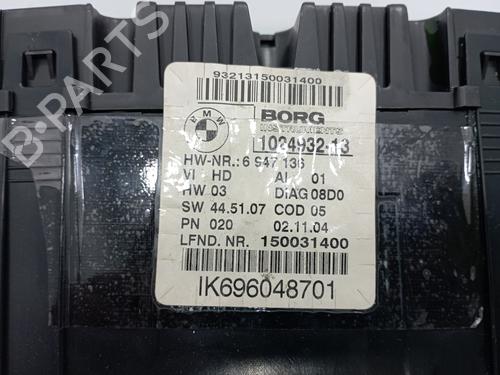 93213150031400
BMW
BORG
INSTRUMENTS
1024932-13
HW-NR.: 6 947 136
VI HD AI 01
HW 03 DIAG 08D0
SW 44.51.07 COD 05
PN 020 02.11.04
LFND. NR. 150031400
IK696048701